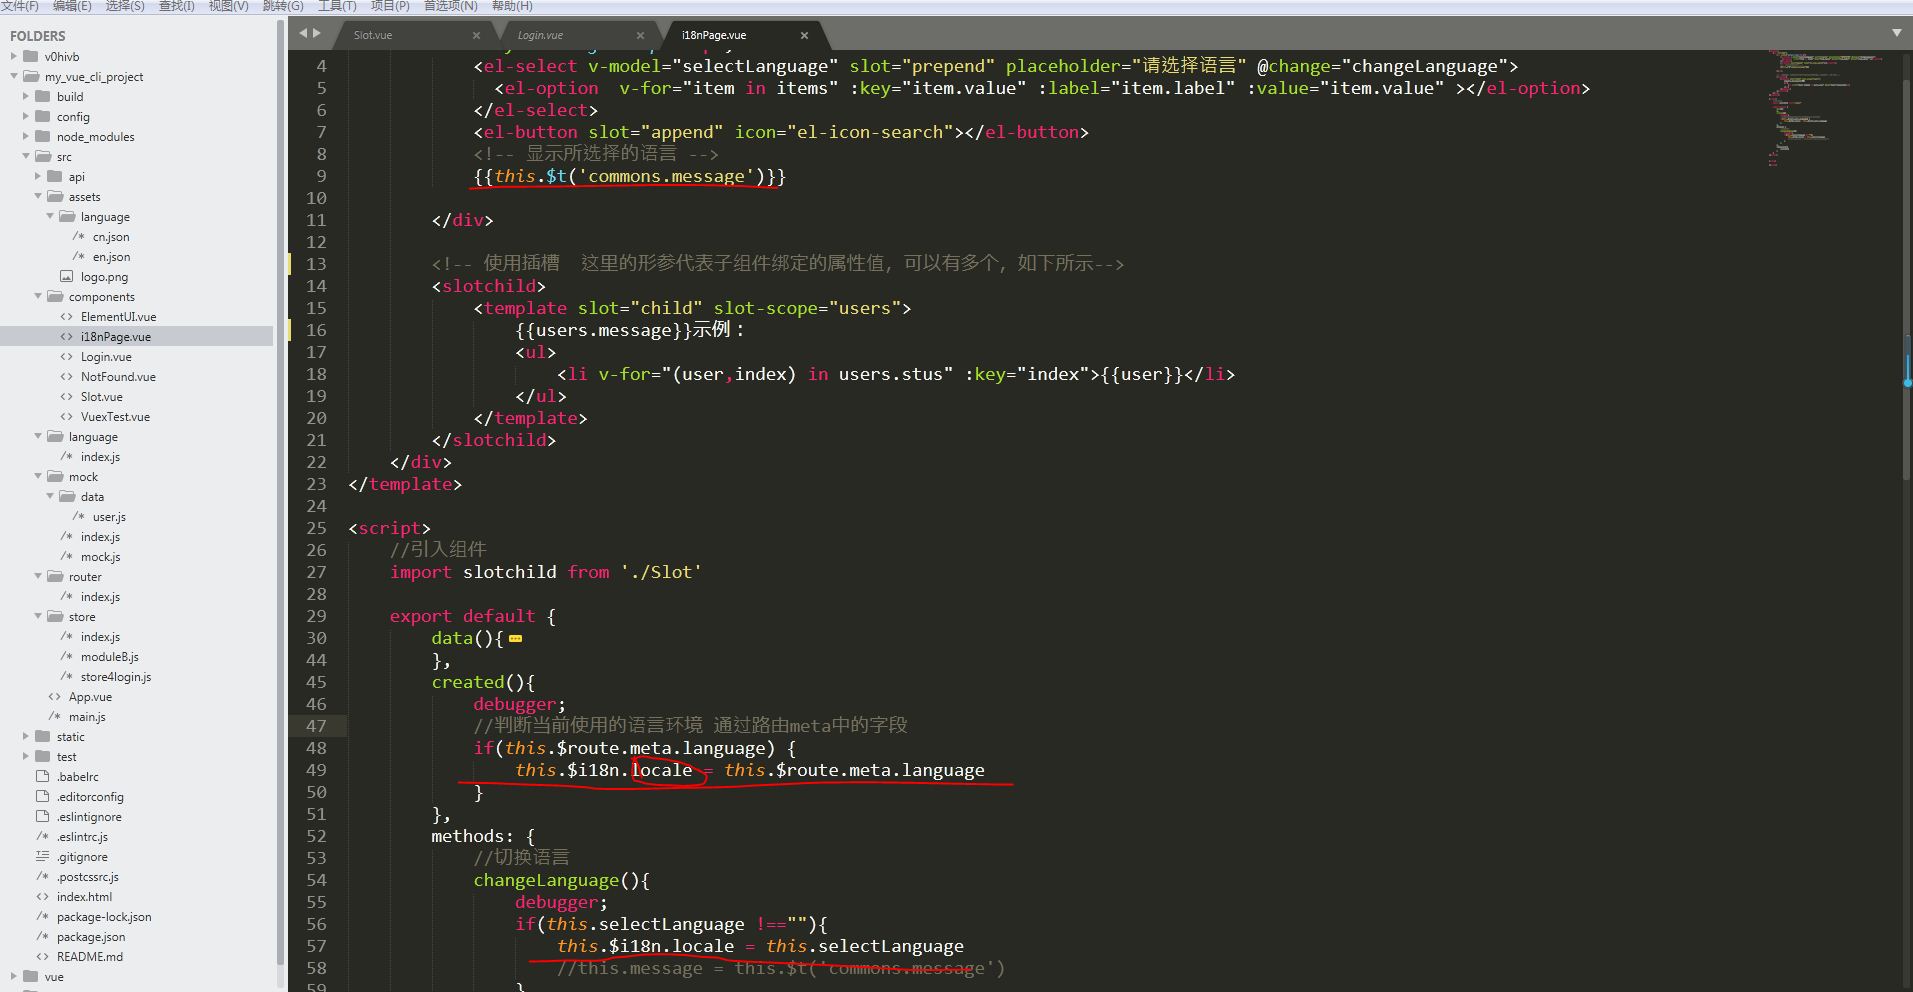 文件(F) 编辑(E) 选择(S) 查找(I) 视图(V) 跳转(G) 工具(T) 项目(P) 首选项(N) 帮助(H)
FOLDERS
v0hivb
my_vue_cli_project
build
config
node_modules
src
api
assets
language
cn.json
en.json
logo.png
components
ElementUI.vue
i18nPage.vue
Login.vue
NotFound.vue
Slot.vue
VuexTest.vue
language
index.js
mock
data
user.js
index.js
mock.js
router
index.js
store
index.js
moduleB.js
store4login.js
App.vue
main.js
static
test
.babelrc
.editorconfig
.eslintignore
.eslintrc.js
.gitignore
.postcssrc.js
index.html
package-lock.json
package.json
README.md
vue
Slot.vue Login.vue i18nPage.vue
4 <el-select v-model="selectLanguage" slot="prepend" placeholder="请选择语言" @change="changeLanguage">
5 <el-option  v-for="item in items" :key="item.value" :label="item.label" :value="item.value" ></el-option>
6 </el-select>
7 <el-button slot="append" icon="el-icon-search"></el-button>
8 <!-- 显示所选择的语言 -->
9 {{this.$t('commons.message')}}
10
11 </div>
12
13 <!-- 使用插槽  这里的形参代表子组件绑定的属性值，可以有多个，如下所示-->
14 <slotchild>
15 <template slot="child" slot-scope="users">
16 {{users.message}}示例：
17 <ul>
18 <li v-for="(user,index) in users.stus" :key="index">{{user}}</li>
19 </ul>
20 </template>
21 </slotchild>
22 </div>
23 </template>
24
25 <script>
26 //引入组件
27 import slotchild from './Slot'
28
29 export default {
30 data(){
44 },
45 created(){
46 debugger;
47 //判断当前使用的语言环境 通过路由meta中的字段
48 if(this.$route.meta.language) {
49 this.$i18n.locale = this.$route.meta.language
50 }
51 },
52 methods: {
53 //切换语言
54 changeLanguage(){
55 debugger;
56 if(this.selectLanguage !==""){
57 this.$i18n.locale = this.selectLanguage
58 //this.message = this.$t('commons.message')
59 }